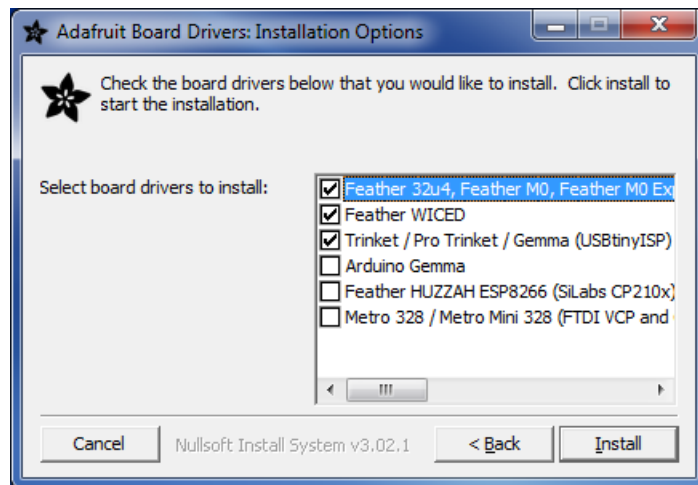 Adafruit Board Drivers: Installation Options
Check the board drivers below that you would like to install. Click install to
start the installation.
Select board drivers to install:
Feather 32u4, Feather M0, Feather M0
Feather WICED
Trinket / Pro Trinket / Gemma (USBtinyISP)
Arduino Gemma
Feather HUZZAH ESP8266 (SiLabs CP210x)
Metro 328 / Metro Mini 328 (FTDI VCP and
Cancel
Nullsoft Install System v3.02.1
< Back
Install